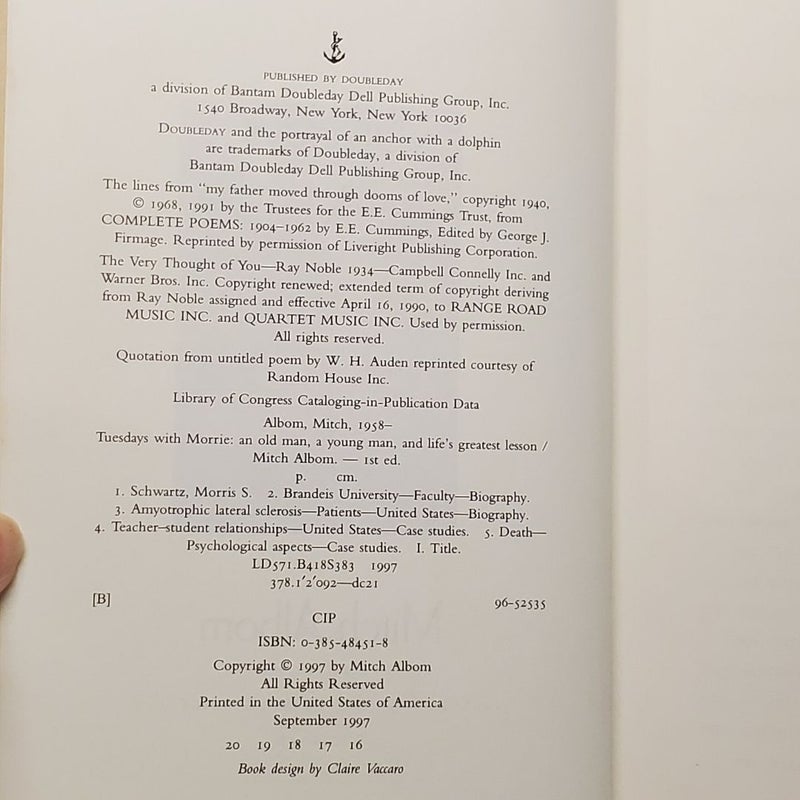 PUBLISHED BY DOUBLEDAY
a division of Bantam Doubleday Dell Publishing Group, Inc.
1540 Broadway, New York, New York 10036
DOUBLEDAY and the portrayal of an anchor with a dolphin
are trademarks of Doubleday, a division of
Bantam Doubleday Dell Publishing Group, Inc.
The lines from "my father moved through dooms of love," copyright 1940,
© 1968, 1991 by the Trustees for the E.E. Cummings Trust, from
COMPLETE POEMS: 1904–1962 by E.E. Cummings, Edited by George J.
Firmage. Reprinted by permission of Liveright Publishing Corporation.
The Very Thought of You—Ray Noble 1934—Campbell Connelly Inc. and
Warner Bros. Inc. Copyright renewed; extended term of copyright deriving
from Ray Noble assigned and effective April 16, 1990, to RANGE ROAD
MUSIC INC. and QUARTET MUSIC INC. Used by permission.
All rights reserved.
Quotation from untitled poem by W. H. Auden reprinted courtesy of
Random House Inc.
Library of Congress Cataloging-in-Publication Data
Albom, Mitch, 1958–
Tuesdays with Morrie: an old man, a young man, and life's greatest lesson /
Mitch Albom. — 1st ed.
p. cm.
1. Schwartz, Morris S. 2. Brandeis University—Faculty—Biography.
3. Amyotrophic lateral sclerosis—Patients—United States—Biography.
4. Teacher–student relationships—United States—Case studies. 5. Death—
Psychological aspects—Case studies. I. Title.
LD571.B418S383 1997
378.1'2'092—dc21
[B] 96-52535
CIP
ISBN: 0-385-48451-8
Copyright © 1997 by Mitch Albom
All Rights Reserved
Printed in the United States of America
September 1997
20 19 18 17 16
Book design by Claire Vaccaro